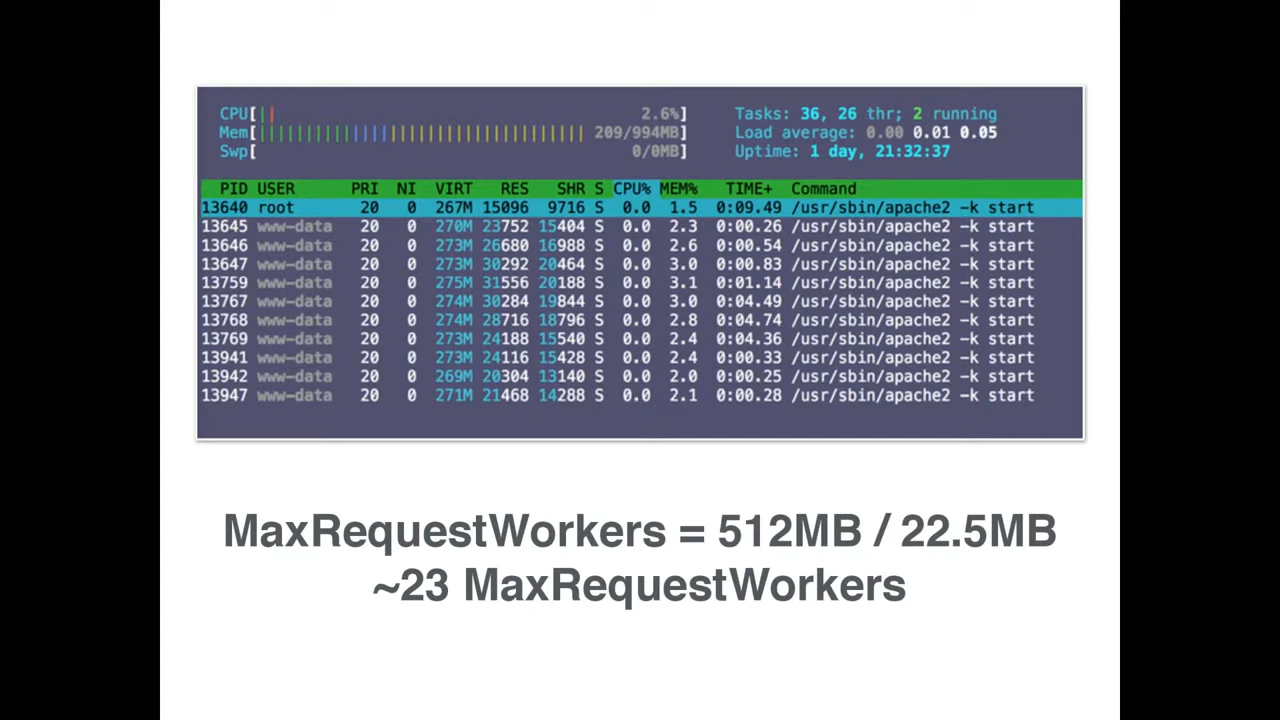 CPU[|| 2.6%] Tasks: 36, 26 thr; 2 running
Mem[||||||||||||||||||||||||||||||||||| 209/994MB] Load average: 0.00 0.01 0.05
Swp[ 0/0MB] Uptime: 1 day, 21:32:37
PID USER PRI NI VIRT RES SHR S CPU% MEM% TIME+ Command
13640 root 20 0 267M 15096 9716 S 0.0 1.5 0:09.49 /usr/sbin/apache2 -k start
13645 www-data 20 0 270M 23752 15404 S 0.0 2.3 0:00.26 /usr/sbin/apache2 -k start
13646 www-data 20 0 273M 26680 16988 S 0.0 2.6 0:00.54 /usr/sbin/apache2 -k start
13647 www-data 20 0 273M 30292 20464 S 0.0 3.0 0:00.83 /usr/sbin/apache2 -k start
13759 www-data 20 0 275M 31556 20188 S 0.0 3.1 0:01.14 /usr/sbin/apache2 -k start
13767 www-data 20 0 274M 30284 19844 S 0.0 3.0 0:04.49 /usr/sbin/apache2 -k start
13768 www-data 20 0 274M 28716 18796 S 0.0 2.8 0:04.74 /usr/sbin/apache2 -k start
13769 www-data 20 0 273M 24188 15540 S 0.0 2.4 0:04.36 /usr/sbin/apache2 -k start
13941 www-data 20 0 273M 24116 15428 S 0.0 2.4 0:00.33 /usr/sbin/apache2 -k start
13942 www-data 20 0 269M 20304 13140 S 0.0 2.0 0:00.25 /usr/sbin/apache2 -k start
13947 www-data 20 0 271M 21468 14288 S 0.0 2.1 0:00.28 /usr/sbin/apache2 -k start
MaxRequestWorkers = 512MB / 22.5MB
~23 MaxRequestWorkers